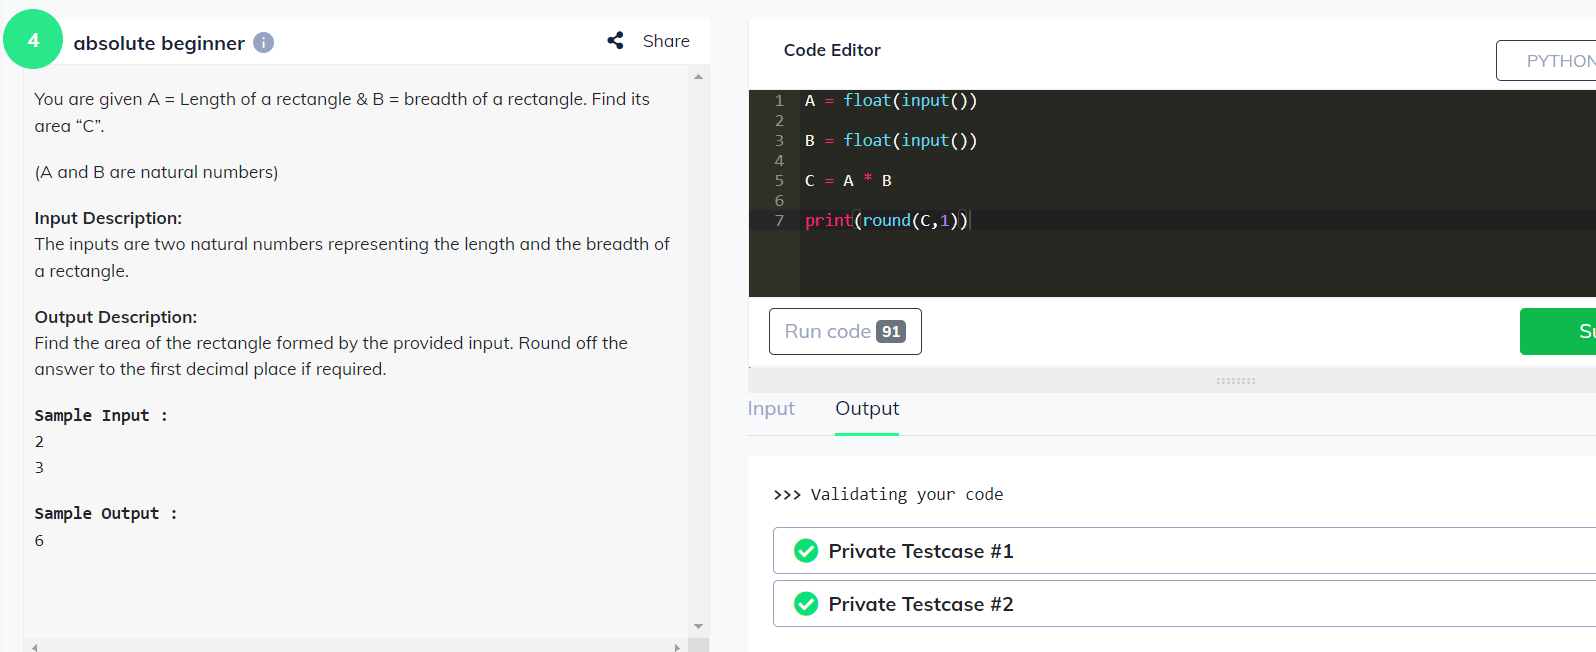 4
absolute beginner i
Share
You are given A = Length of a rectangle & B = breadth of a rectangle. Find its
area “C”.
(A and B are natural numbers)
Input Description:
The inputs are two natural numbers representing the length and the breadth of
a rectangle.
Output Description:
Find the area of the rectangle formed by the provided input. Round off the
answer to the first decimal place if required.
Sample Input :
2
3
Sample Output :
6
Code Editor
PYTHON
1 A = float(input())
2
3 B = float(input())
4
5 C = A * B
6
7 print(round(C,1))
Run code 91
Su
Input Output
>>> Validating your code
Private Testcase #1
Private Testcase #2